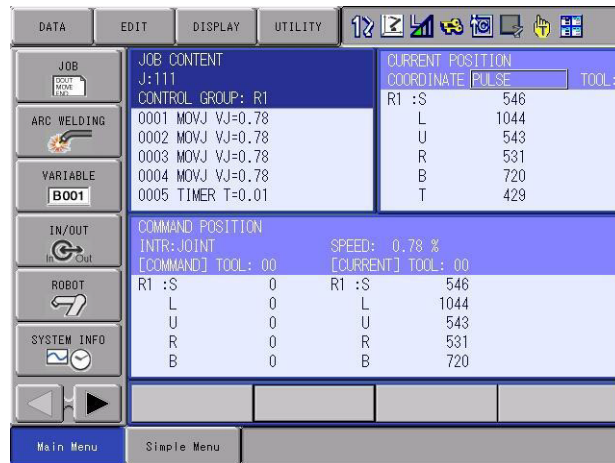 DATA EDIT DISPLAY UTILITY
JOB
DOUT
MOVE
END
ARC WELDING
VARIABLE
B001
IN/OUT
In Out
ROBOT
SYSTEM INFO
JOB CONTENT
J:111
CONTROL GROUP: R1
0001 MOVJ VJ=0.78
0002 MOVJ VJ=0.78
0003 MOVJ VJ=0.78
0004 MOVJ VJ=0.78
0005 TIMER T=0.01
CURRENT POSITION
COORDINATE PULSE TOOL:
R1 :S 546
L 1044
U 543
R 531
B 720
T 429
COMMAND POSITION
INTR:JOINT SPEED: 0.78 %
[COMMAND] TOOL: 00 [CURRENT] TOOL: 00
R1 :S 0 R1 :S 546
L 0 L 1044
U 0 U 543
R 0 R 531
B 0 B 720
Main Menu Simple Menu